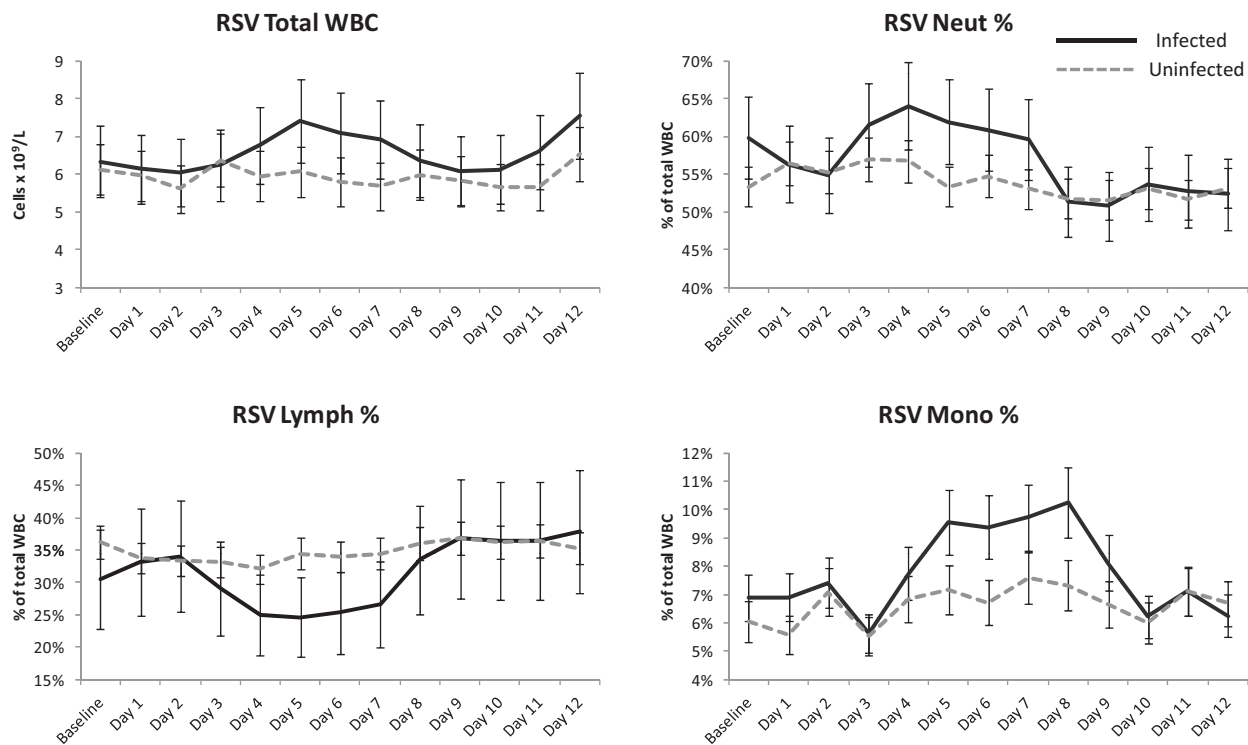 RSV Total WBC
Cells x 10⁹/L
9
8
7
6
5
4
3
Baseline
Day 1
Day 2
Day 3
Day 4
Day 5
Day 6
Day 7
Day 8
Day 9
Day 10
Day 11
Day 12
RSV Neut %
Infected
Uninfected
% of total WBC
70%
65%
60%
55%
50%
45%
40%
Baseline
Day 1
Day 2
Day 3
Day 4
Day 5
Day 6
Day 7
Day 8
Day 9
Day 10
Day 11
Day 12
RSV Lymph %
% of total WBC
50%
45%
40%
35%
30%
25%
20%
15%
Baseline
Day 1
Day 2
Day 3
Day 4
Day 5
Day 6
Day 7
Day 8
Day 9
Day 10
Day 11
Day 12
RSV Mono %
% of total WBC
12%
11%
10%
9%
8%
7%
6%
5%
4%
Baseline
Day 1
Day 2
Day 3
Day 4
Day 5
Day 6
Day 7
Day 8
Day 9
Day 10
Day 11
Day 12